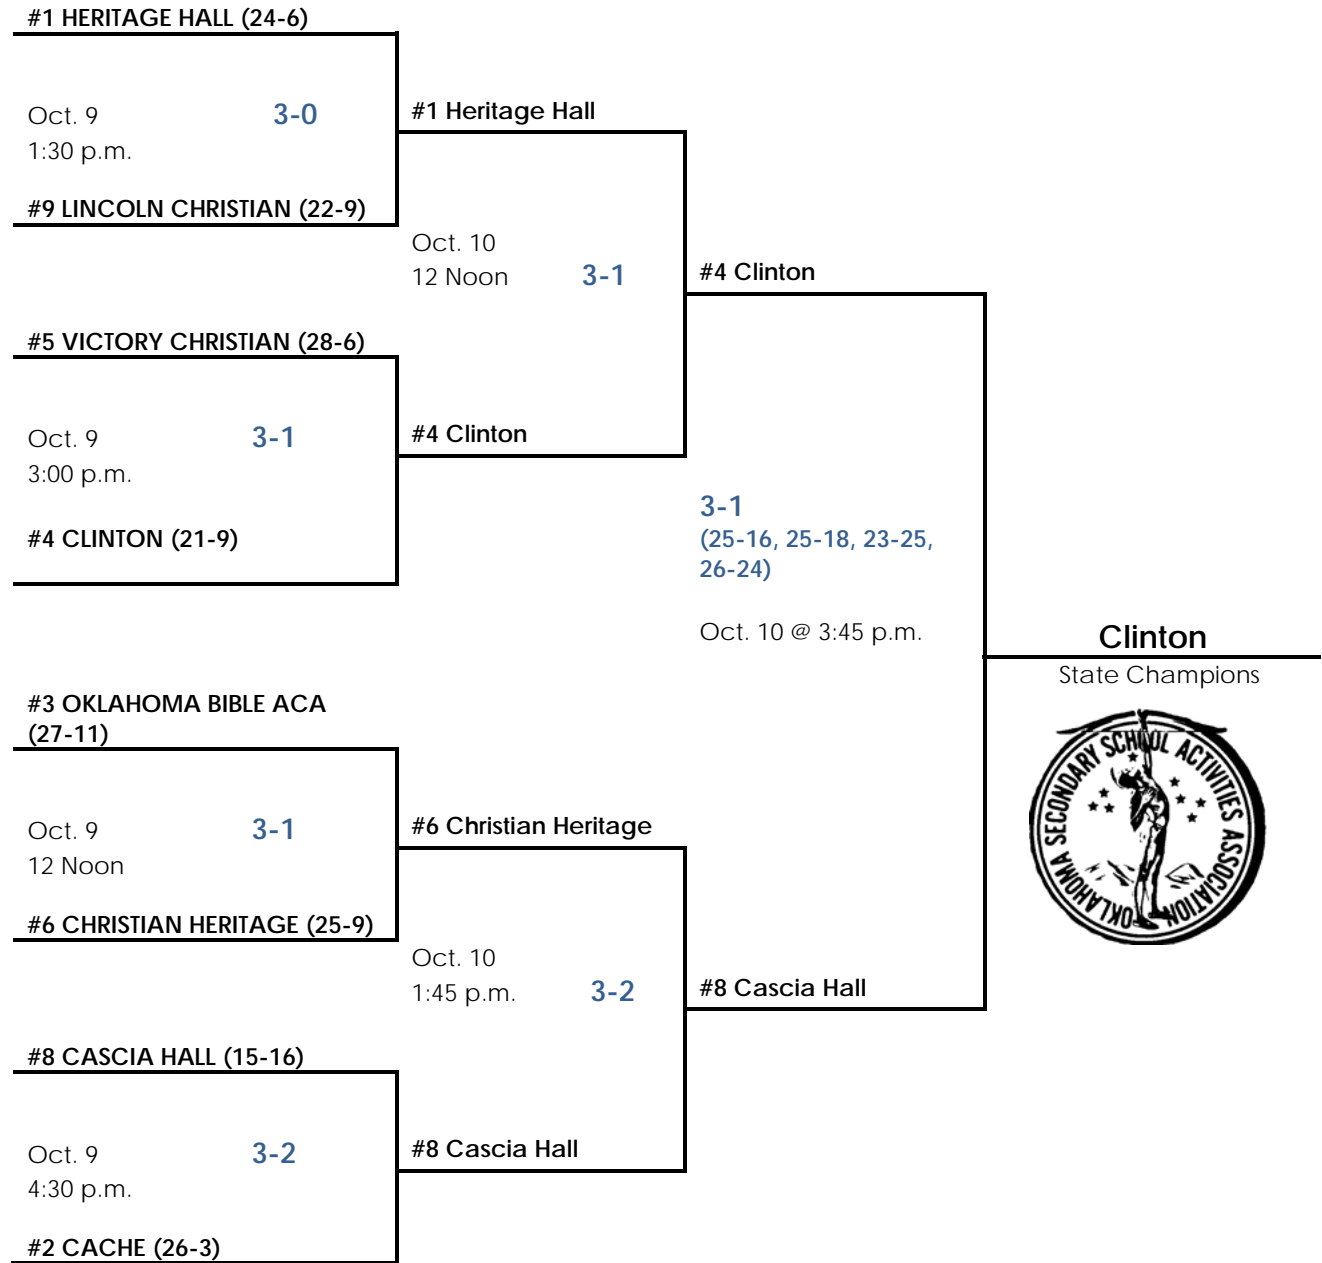 #1 HERITAGE HALL (24-6)
Oct. 9 3-0
1:30 p.m.
#9 LINCOLN CHRISTIAN (22-9)
#1 Heritage Hall
Oct. 10
12 Noon 3-1
#5 VICTORY CHRISTIAN (28-6)
Oct. 9 3-1
3:00 p.m.
#4 CLINTON (21-9)
#4 Clinton
#4 Clinton
3-1
(25-16, 25-18, 23-25,
26-24)
Oct. 10 @ 3:45 p.m.
#3 OKLAHOMA BIBLE ACA
(27-11)
Oct. 9 3-1
12 Noon
#6 CHRISTIAN HERITAGE (25-9)
#6 Christian Heritage
Oct. 10
1:45 p.m. 3-2
#8 CASCIA HALL (15-16)
Oct. 9 3-2
4:30 p.m.
#2 CACHE (26-3)
#8 Cascia Hall
#8 Cascia Hall
Clinton
State Champions
OKLAHOMA SECONDARY SCHOOL ACTIVITIES ASSOCIATION